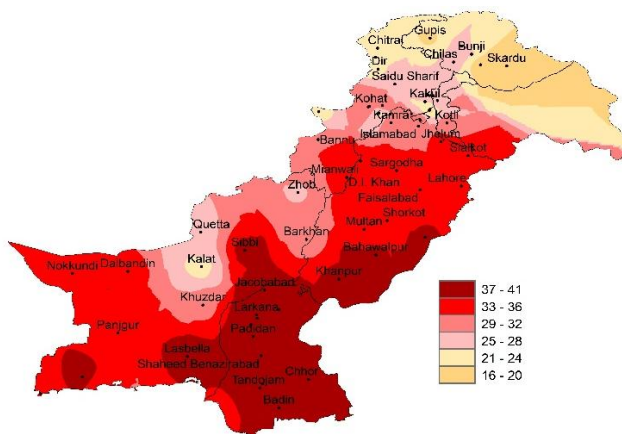 Gupis
Chitral
Bunji
Chilas
Dir
Skardu
Saidu Sharif
Kakul
Kohat
Kamra
Kotli
Islamabad
Jhelum
Bannu
Sialkot
Mianwali
Sargodha
D.I. Khan
Zhob
Lahore
Faisalabad
Shorkot
Multan
Quetta
Barkhan
Sibbi
Bahawalpur
Kalat
Nokkundi
Dalbandin
Khanpur
Jacobabad
Khuzdar
Larkana
Panjgur
Padidan
Lasbella
Shaheed Benazirabad
Chhor
Tandojam
Badin
37 - 41
33 - 36
29 - 32
25 - 28
21 - 24
16 - 20